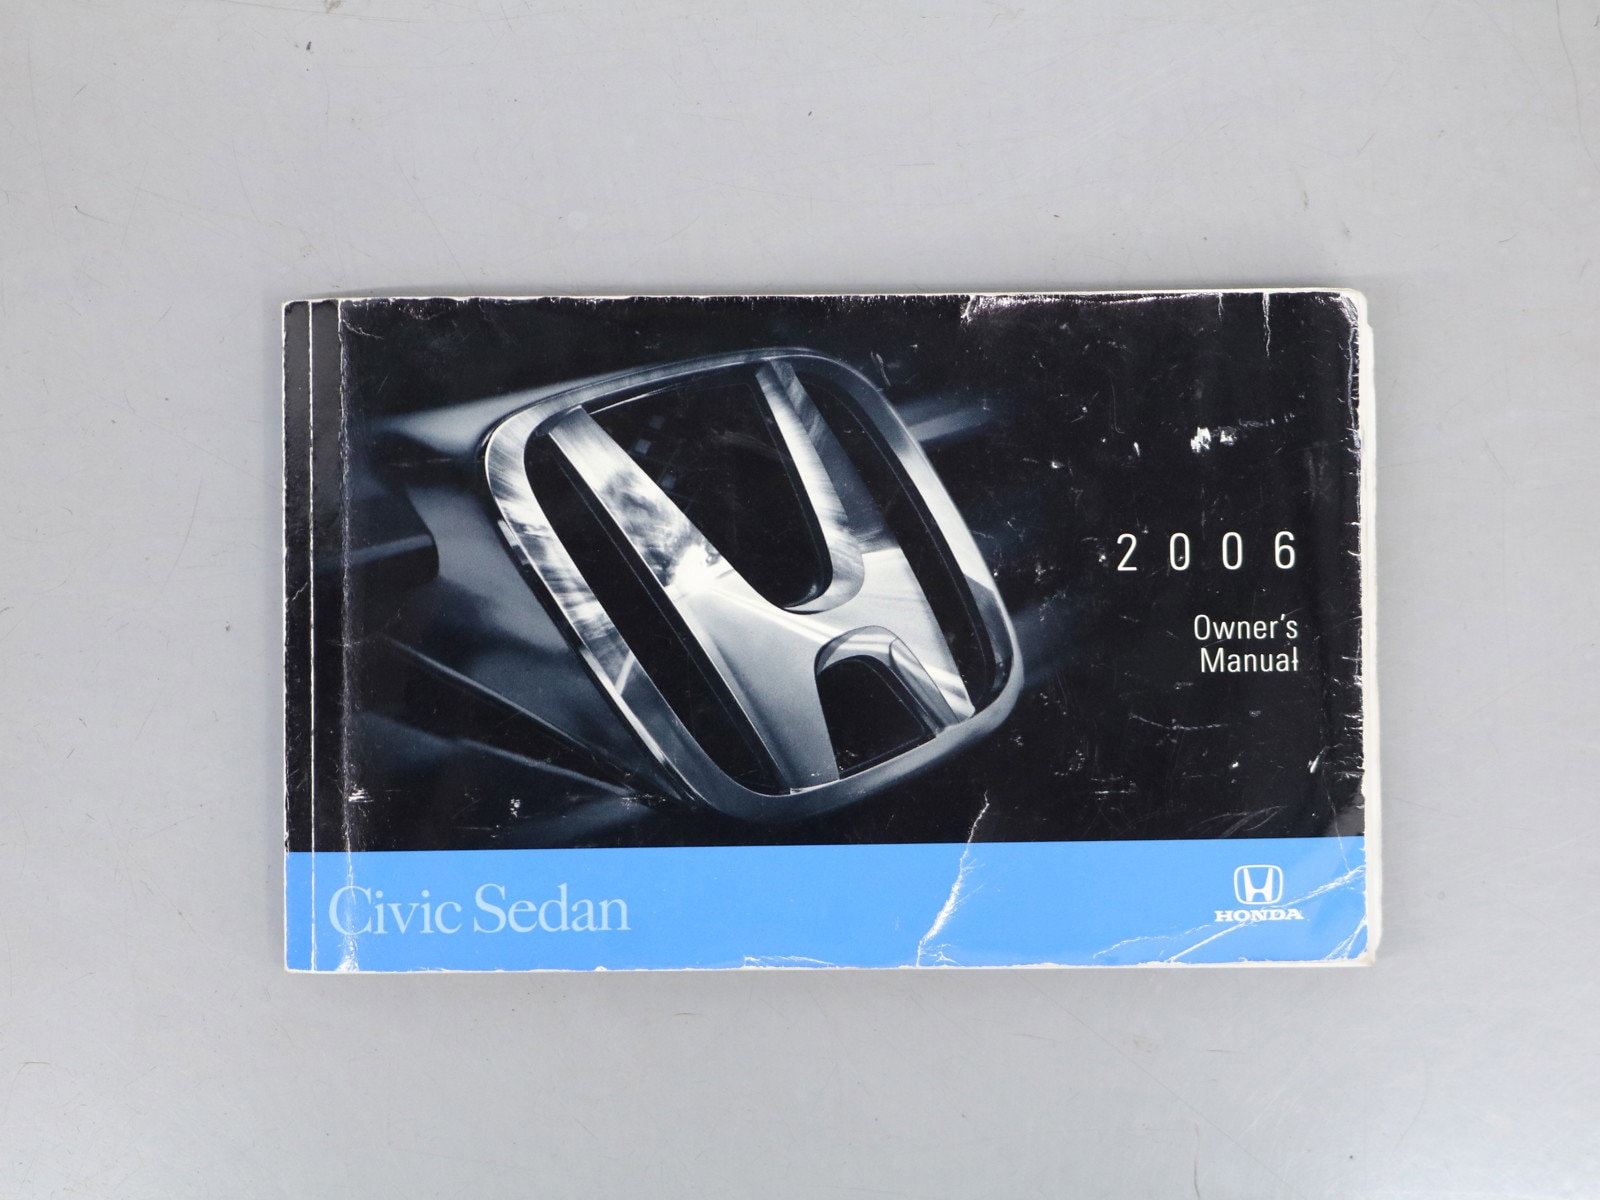 2006
Owner's
Manual
Civic Sedan
HONDA